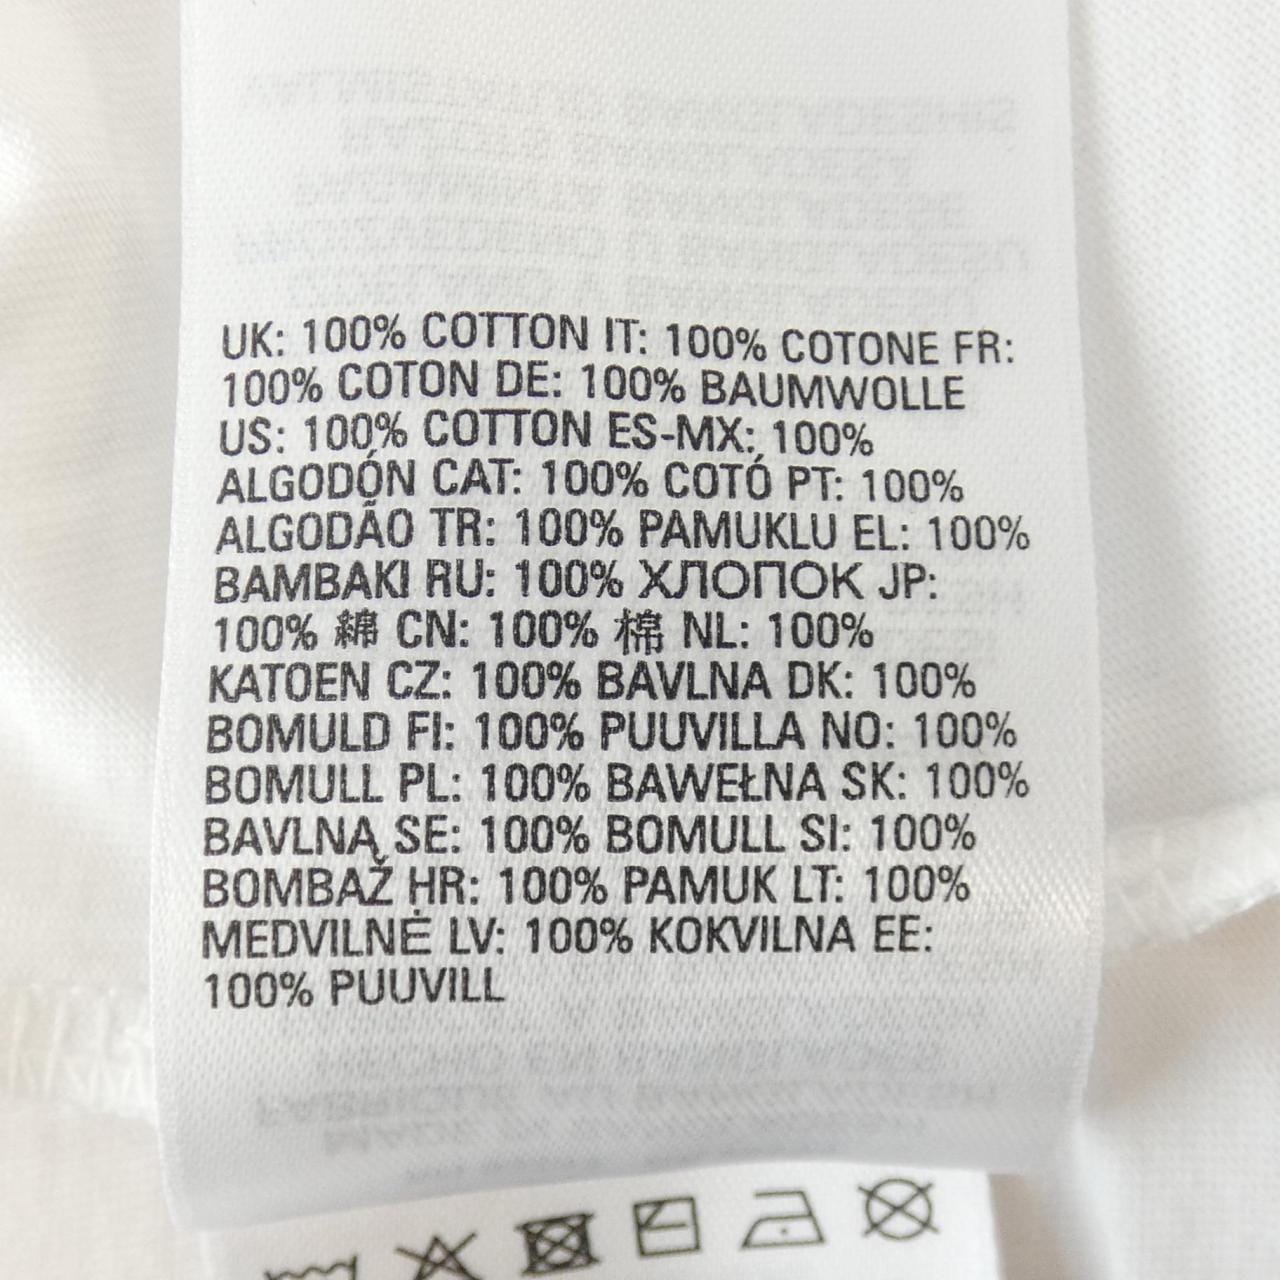 UK: 100% COTTON IT: 100% COTONE FR:
100% COTON DE: 100% BAUMWOLLE
US: 100% COTTON ES-MX: 100%
ALGODÓN CAT: 100% COTÓ PT: 100%
ALGODÃO TR: 100% PAMUKLU EL: 100%
BAMBAKI RU: 100% ХЛОПОК JP:
100% 綿 CN: 100% 棉 NL: 100%
KATOEN CZ: 100% BAVLNA DK: 100%
BOMULD FI: 100% PUUVILLA NO: 100%
BOMULL PL: 100% BAWEŁNA SK: 100%
BAVLNA SE: 100% BOMULL SI: 100%
BOMBAŽ HR: 100% PAMUK LT: 100%
MEDVILNĖ LV: 100% KOKVILNA EE:
100% PUUVILL